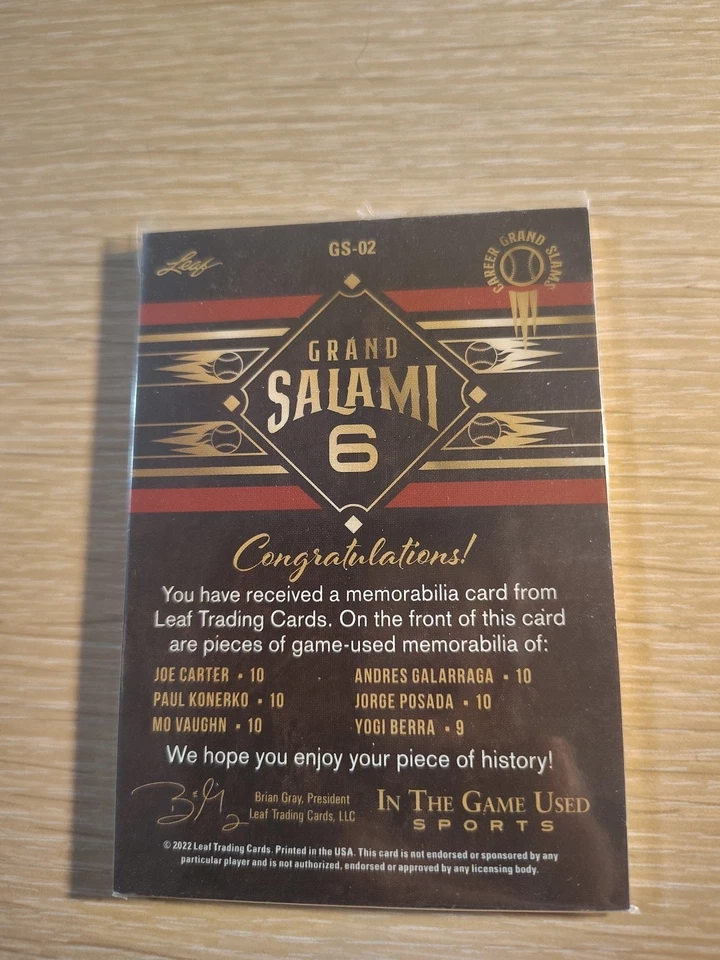 Leaf
GS-02
CAREER GRAND SLAMS
GRAND
SALAMI
6
Congratulations!
You have received a memorabilia card from
Leaf Trading Cards. On the front of this card
are pieces of game-used memorabilia of:
JOE CARTER • 10 ANDRES GALARRAGA • 10
PAUL KONERKO • 10 JORGE POSADA • 10
MO VAUGHN • 10 YOGI BERRA • 9
We hope you enjoy your piece of history!
Brian Gray, President
Leaf Trading Cards, LLC
IN THE GAME USED
SPORTS
© 2022 Leaf Trading Cards. Printed in the USA. This card is not endorsed or sponsored by any
particular player and is not authorized, endorsed or approved by any licensing body.